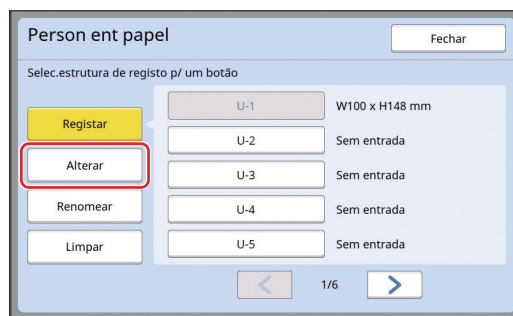 Person ent papel
Fechar
Selec.estrutura de registo p/ um botão
Registar
Alterar
Renomear
Limpar
U-1 W100 x H148 mm
U-2 Sem entrada
U-3 Sem entrada
U-4 Sem entrada
U-5 Sem entrada
1/6